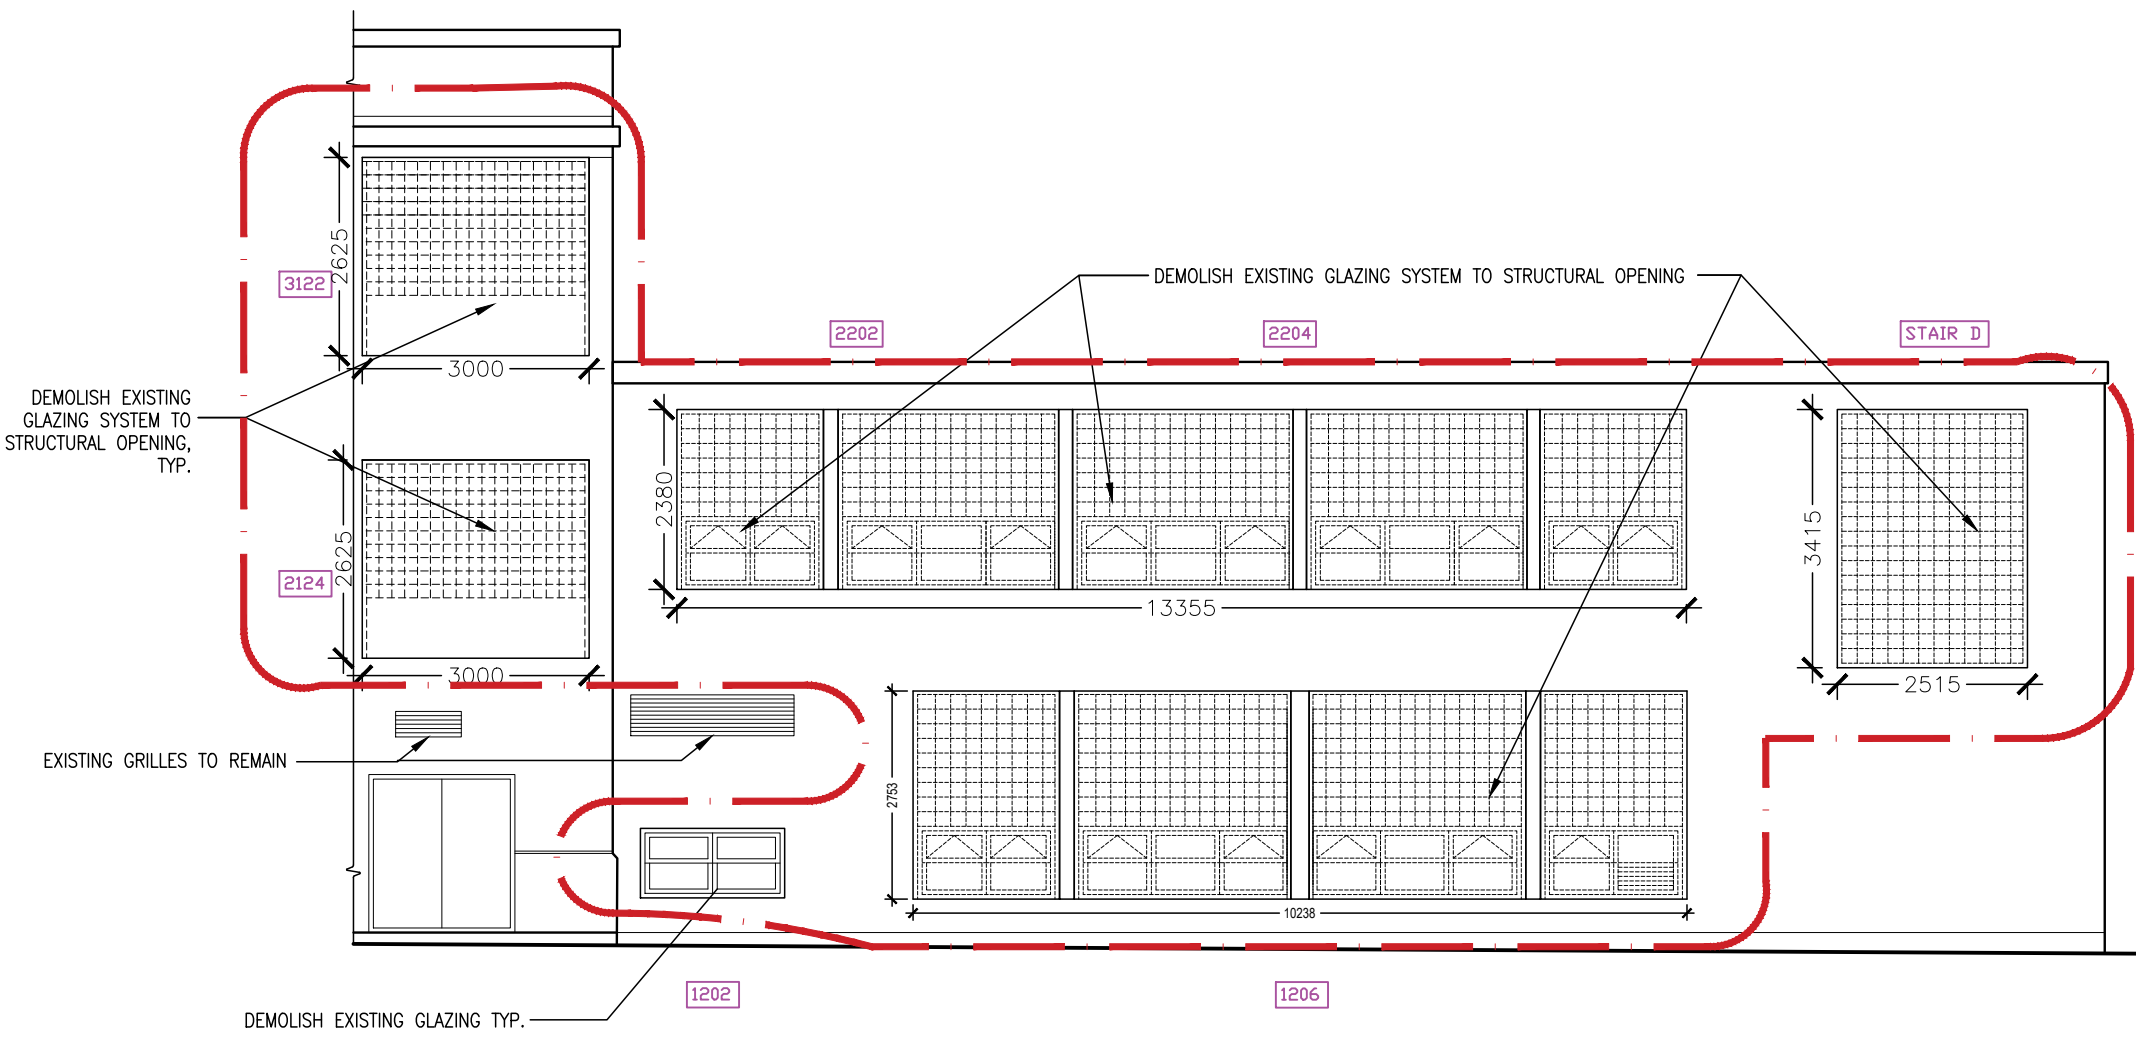 2625
3122
3000
DEMOLISH EXISTING
GLAZING SYSTEM TO
STRUCTURAL OPENING,
TYP.
2625
2124
3000
DEMOLISH EXISTING GLAZING SYSTEM TO STRUCTURAL OPENING
2202
2204
STAIR D
2380
13355
3415
2515
EXISTING GRILLES TO REMAIN
2753
10238
1202
1206
DEMOLISH EXISTING GLAZING TYP.